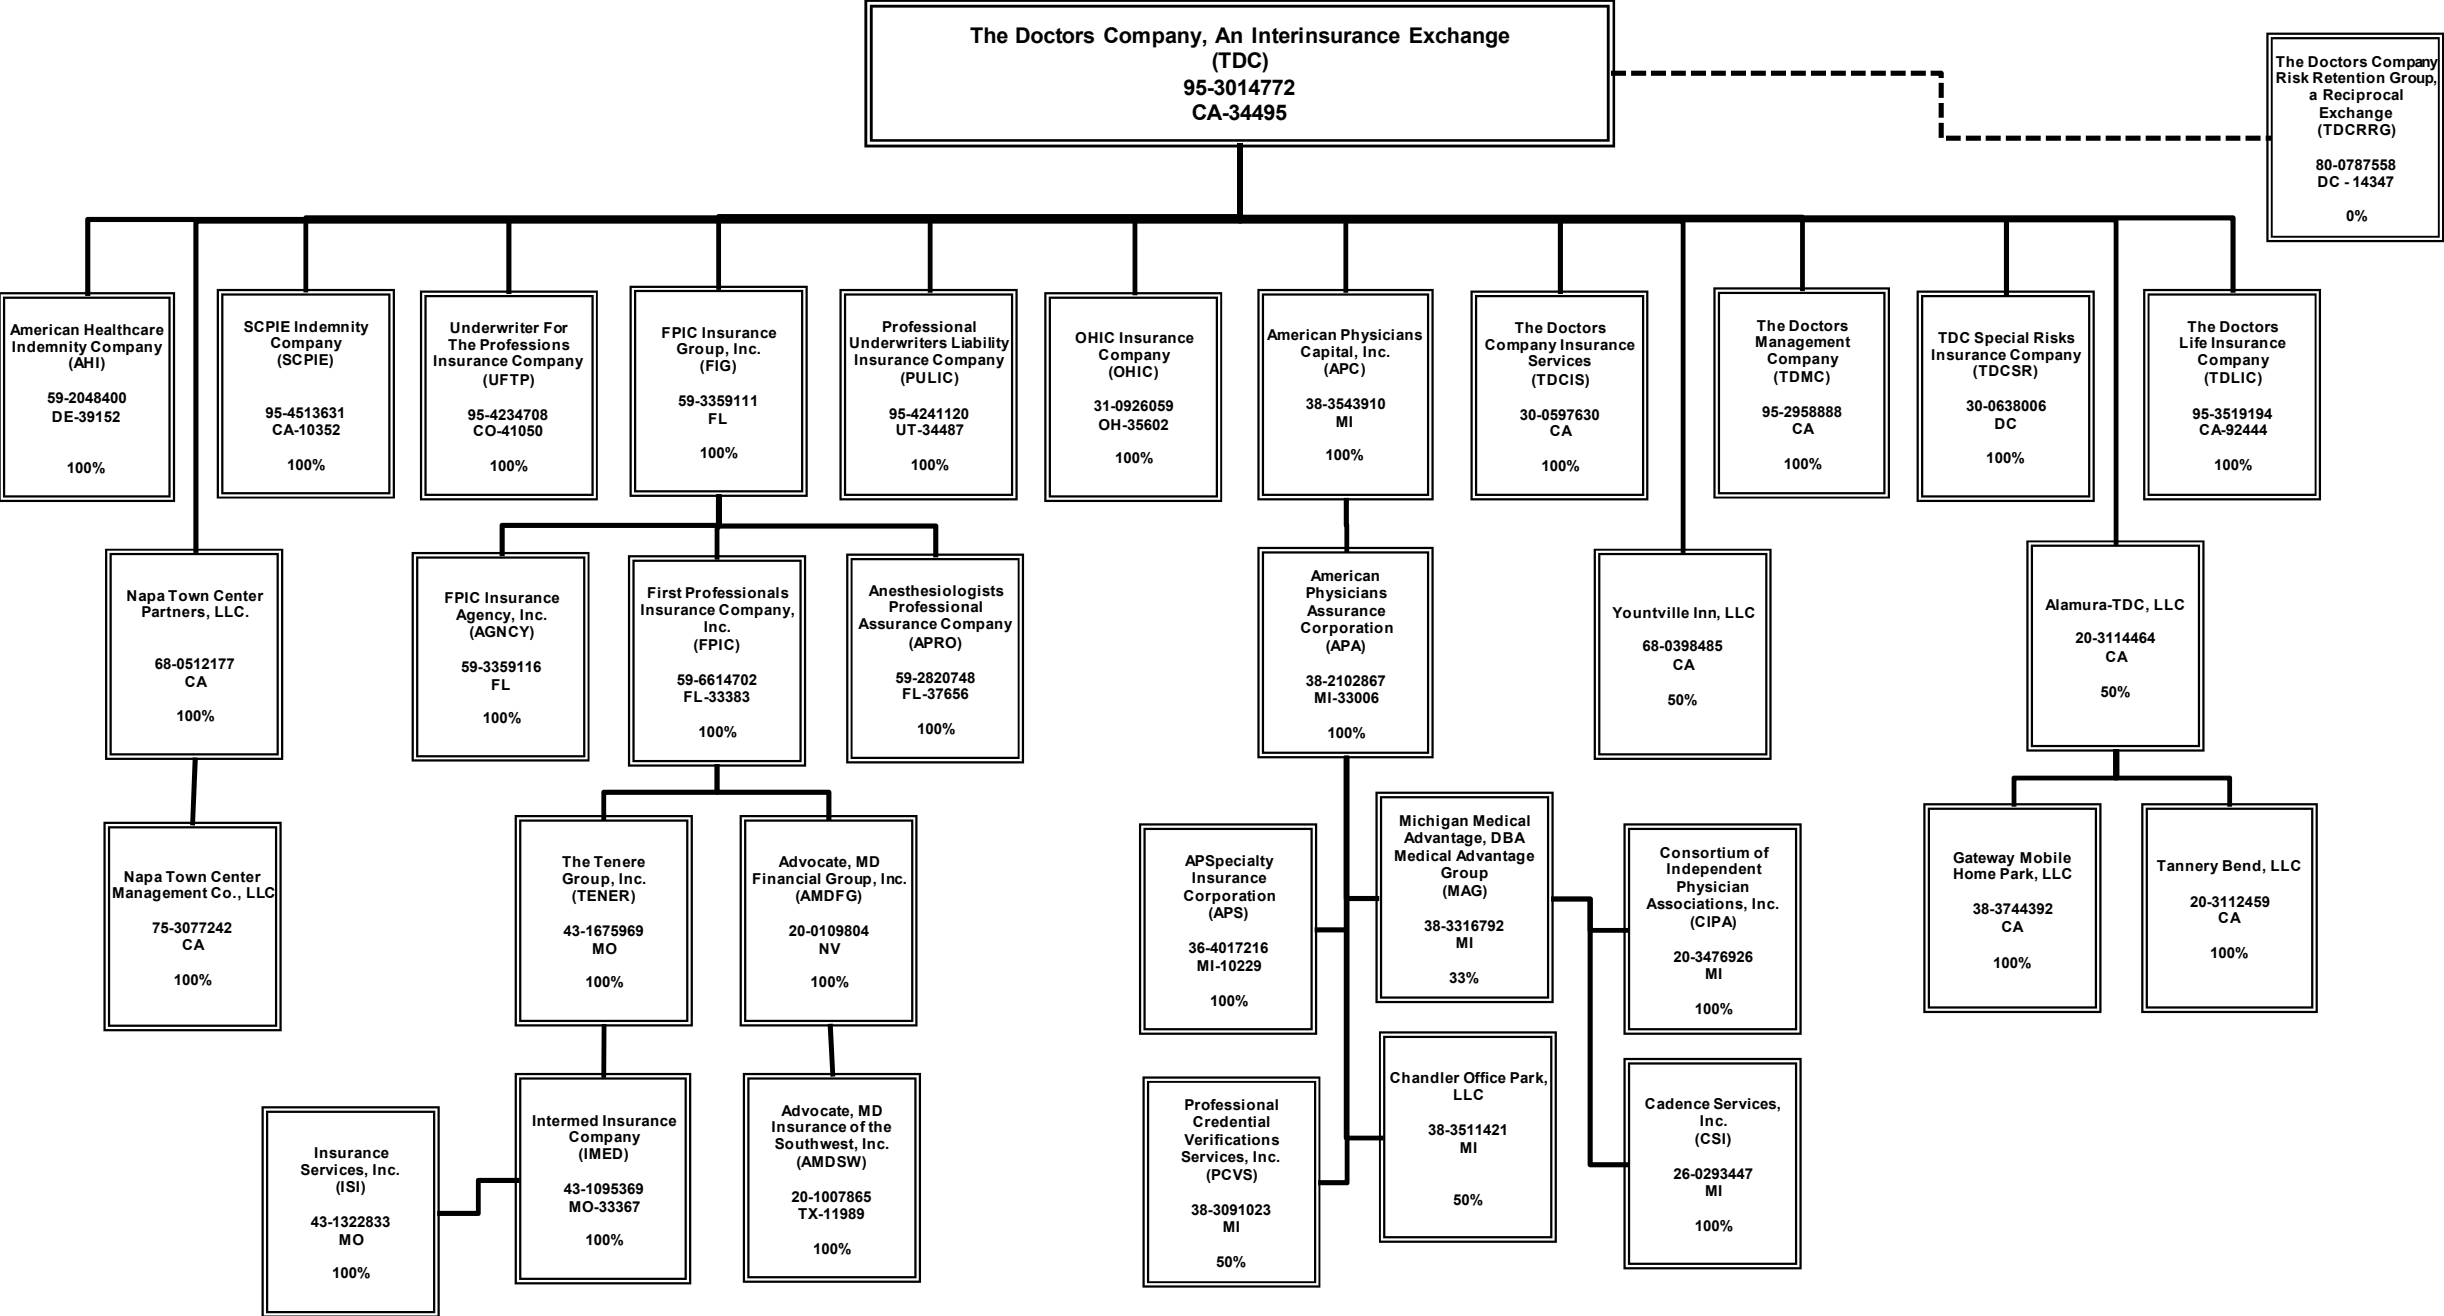 The Doctors Company, An Interinsurance Exchange
(TDC)
95-3014772
CA-34495
The Doctors Company
Risk Retention Group,
a Reciprocal
Exchange
(TDCRRG)
80-0787558
DC - 14347
0%
American Healthcare
Indemnity Company
(AHI)
59-2048400
DE-39152
100%
SCPIE Indemnity
Company
(SCPIE)
95-4513631
CA-10352
100%
Underwriter For
The Professions
Insurance Company
(UFTP)
95-4234708
CO-41050
100%
FPIC Insurance
Group, Inc.
(FIG)
59-3359111
FL
100%
Professional
Underwriters Liability
Insurance Company
(PULIC)
95-4241120
UT-34487
100%
OHIC Insurance
Company
(OHIC)
31-0926059
OH-35602
100%
American Physicians
Capital, Inc.
(APC)
38-3543910
MI
100%
The Doctors
Company Insurance
Services
(TDCIS)
30-0597630
CA
100%
The Doctors
Management
Company
(TDMC)
95-2958888
CA
100%
TDC Special Risks
Insurance Company
(TDCSR)
30-0638006
DC
100%
The Doctors
Life Insurance
Company
(TDLIC)
95-3519194
CA-92444
100%
Napa Town Center
Partners, LLC.
68-0512177
CA
100%
FPIC Insurance
Agency, Inc.
(AGNCY)
59-3359116
FL
100%
First Professionals
Insurance Company,
Inc.
(FPIC)
59-6614702
FL-33383
100%
Anesthesiologists
Professional
Assurance Company
(APRO)
59-2820748
FL-37656
100%
American
Physicians
Assurance
Corporation
(APA)
38-2102867
MI-33006
100%
Yountville Inn, LLC
68-0398485
CA
50%
Alamura-TDC, LLC
20-3114464
CA
50%
Napa Town Center
Management Co., LLC
75-3077242
CA
100%
The Tenere
Group, Inc.
(TENER)
43-1675969
MO
100%
Advocate, MD
Financial Group, Inc.
(AMDFG)
20-0109804
NV
100%
APSpecialty
Insurance
Corporation
(APS)
36-4017216
MI-10229
100%
Michigan Medical
Advantage, DBA
Medical Advantage
Group
(MAG)
38-3316792
MI
33%
Consortium of
Independent
Physician
Associations, Inc.
(CIPA)
20-3476926
MI
100%
Gateway Mobile
Home Park, LLC
38-3744392
CA
100%
Tannery Bend, LLC
20-3112459
CA
100%
Insurance
Services, Inc.
(ISI)
43-1322833
MO
100%
Intermed Insurance
Company
(IMED)
43-1095369
MO-33367
100%
Advocate, MD
Insurance of the
Southwest, Inc.
(AMDSW)
20-1007865
TX-11989
100%
Professional
Credential
Verifications
Services, Inc.
(PCVS)
38-3091023
MI
50%
Chandler Office Park,
LLC
38-3511421
MI
50%
Cadence Services,
Inc.
(CSI)
26-0293447
MI
100%